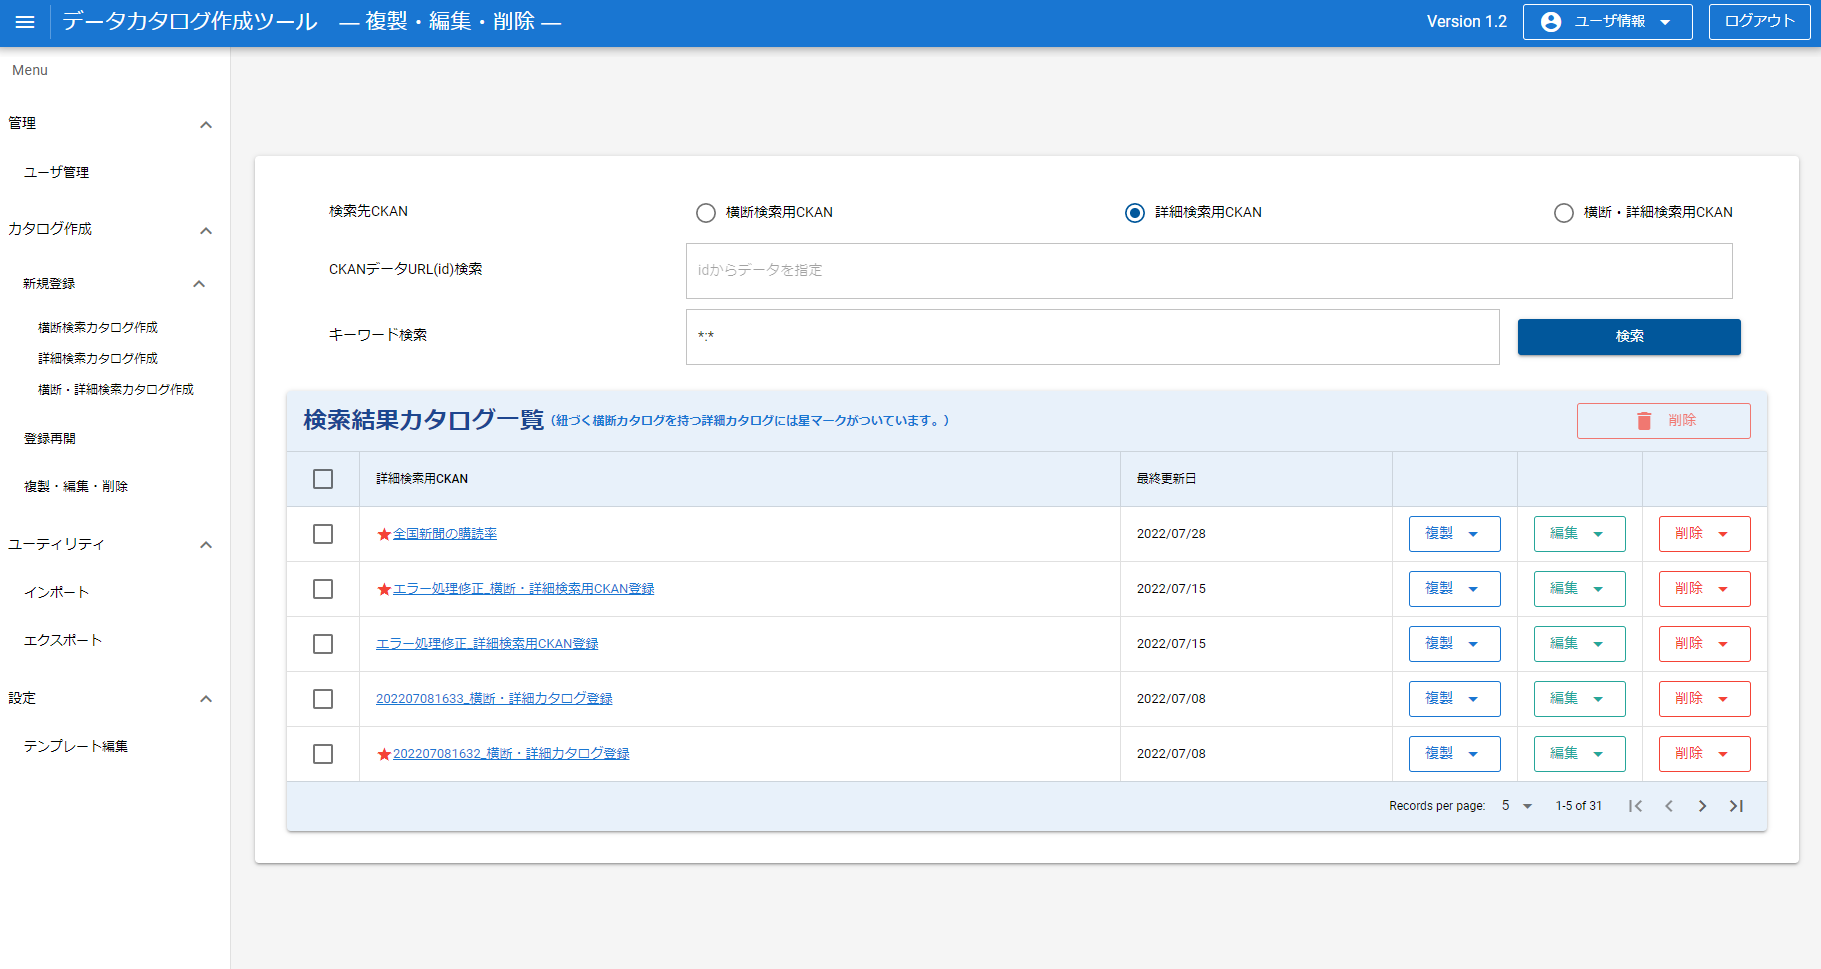 データカタログ作成ツール — 複製・編集・削除 —
Version 1.2
ユーザ情報
ログアウト
Menu
管理
ユーザ管理
カタログ作成
新規登録
横断検索カタログ作成
詳細検索カタログ作成
横断・詳細検索カタログ作成
登録再開
複製・編集・削除
ユーティリティ
インポート
エクスポート
設定
テンプレート編集
検索先CKAN
横断検索用CKAN
詳細検索用CKAN
横断・詳細検索用CKAN
CKANデータURL(id)検索
idからデータを指定
キーワード検索
*:*
検索
検索結果カタログ一覧 (紐づく横断カタログを持つ詳細カタログには星マークがついています。)
削除
詳細検索用CKAN 最終更新日
★全国新聞の購読率 2022/07/28 複製 編集 削除
★エラー処理修正_横断・詳細検索用CKAN登録 2022/07/15 複製 編集 削除
エラー処理修正_詳細検索用CKAN登録 2022/07/15 複製 編集 削除
202207081633_横断・詳細カタログ登録 2022/07/08 複製 編集 削除
★202207081632_横断・詳細カタログ登録 2022/07/08 複製 編集 削除
Records per page: 5 1-5 of 31